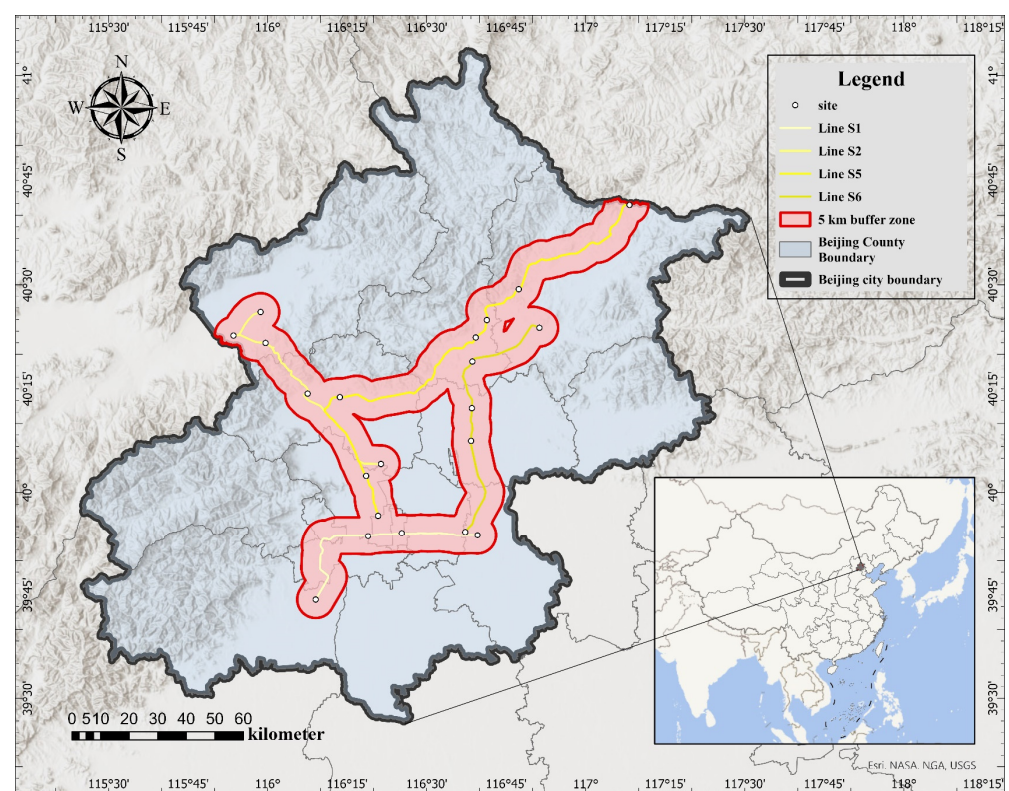 115°30' 115°45' 116° 116°15' 116°30' 116°45' 117° 117°15' 117°30' 117°45' 118° 118°15'
N
W E
S
Legend
site
Line S1
Line S2
Line S5
Line S6
5 km buffer zone
Beijing County
Boundary
Beijing city boundary
41°
40°45'
40°30'
40°15'
40°
39°45'
39°30'
41°
40°45'
40°30'
40°15'
40°
39°45'
39°30'
0 5 10 20 30 40 50 60
kilometer
Esri, NASA, NGA, USGS
115°30' 115°45' 116° 116°15' 116°30' 116°45' 117° 117°15' 117°30' 117°45' 118° 118°15'